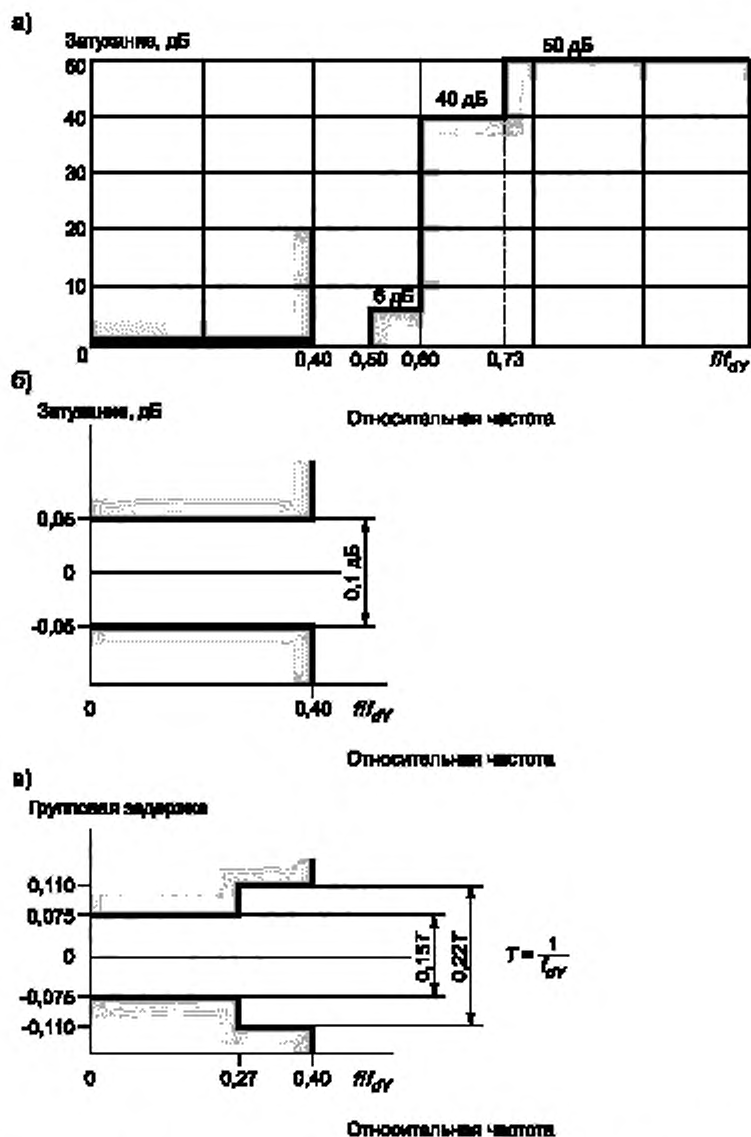 а)
Затухание, дБ
50 дБ
60
40 дБ
40
30
20
10
6 дБ
0
0,40 0,50 0,60 0,73 f/f_dY
Относительная частота
б)
Затухание, дБ
0,05
0
-0,05
0,1 дБ
0 0,40 f/f_dY
Относительная частота
в)
Групповая задержка
0,110
0,075
0
-0,075
-0,110
0,15T
0,22T
T = 1/f_dY
0 0,27 0,40 f/f_dY
Относительная частота